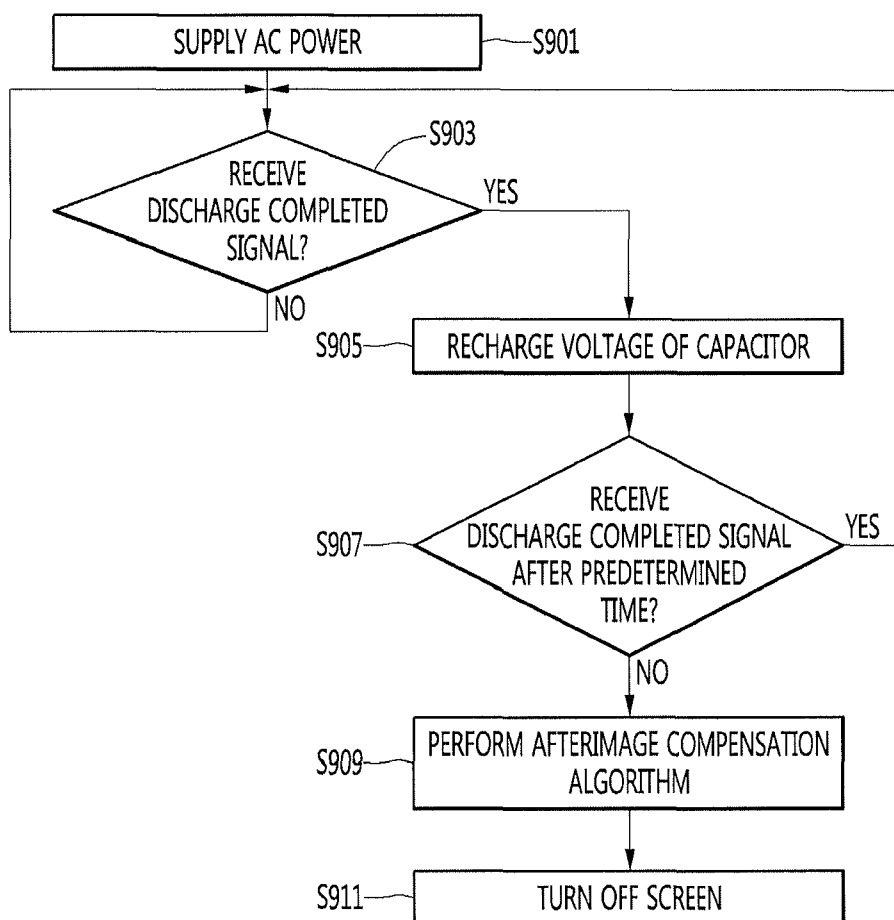 SUPPLY AC POWER
S901
S903
RECEIVE
DISCHARGE COMPLETED
SIGNAL?
YES
NO
S905
RECHARGE VOLTAGE OF CAPACITOR
RECEIVE
DISCHARGE COMPLETED SIGNAL
AFTER PREDETERMINED
TIME?
S907
YES
NO
S909
PERFORM AFTERIMAGE COMPENSATION
ALGORITHM
S911
TURN OFF SCREEN